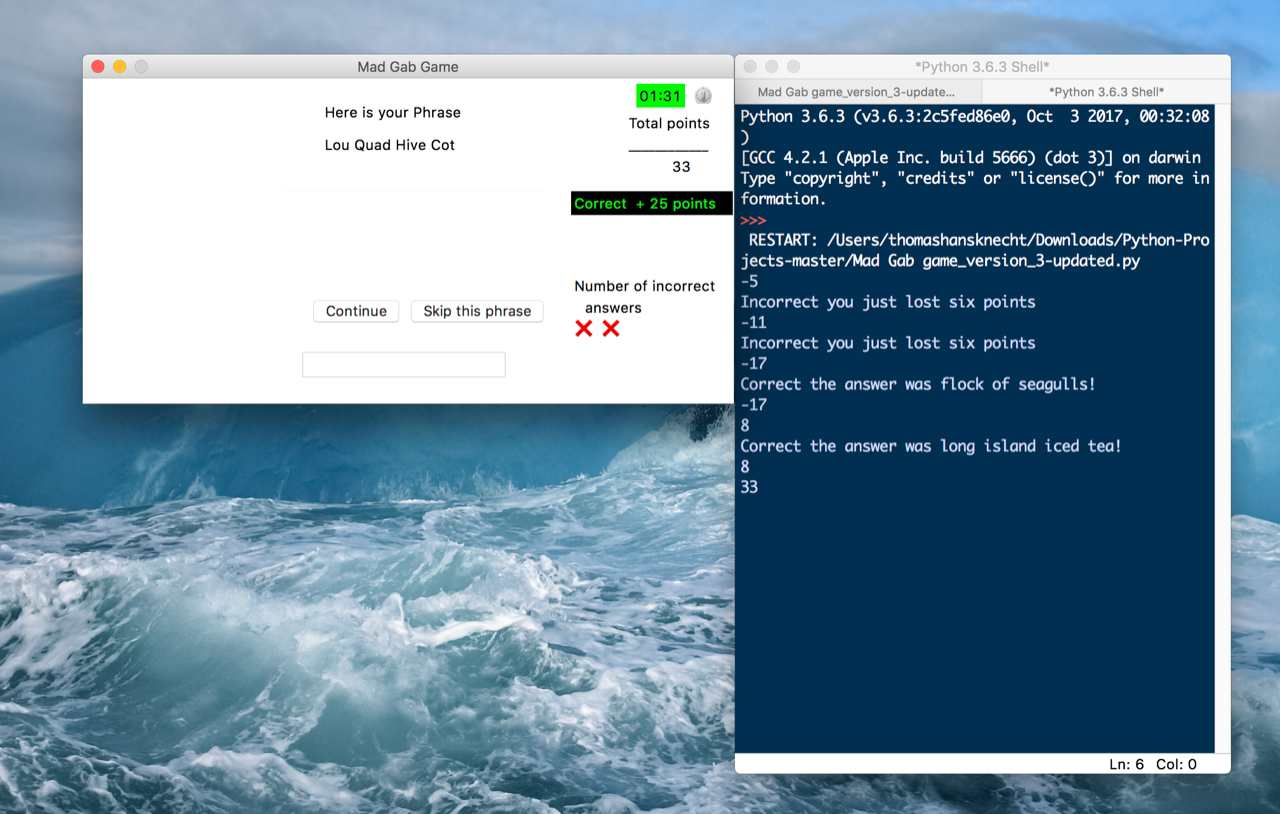 Mad Gab Game
Here is your Phrase
Lou Quad Hive Cot
01:31
Total points
____________
33
Correct + 25 points
Number of incorrect
answers
Continue
Skip this phrase
*Python 3.6.3 Shell*
Mad Gab game_version_3-update...
*Python 3.6.3 Shell*
Python 3.6.3 (v3.6.3:2c5fed86e0, Oct  3 2017, 00:32:08
)
[GCC 4.2.1 (Apple Inc. build 5666) (dot 3)] on darwin
Type "copyright", "credits" or "license()" for more in
formation.
>>>
RESTART: /Users/thomashansknecht/Downloads/Python-Pro
jects-master/Mad Gab game_version_3-updated.py
-5
Incorrect you just lost six points
-11
Incorrect you just lost six points
-17
Correct the answer was flock of seagulls!
-17
8
Correct the answer was long island iced tea!
8
33
Ln: 6 Col: 0